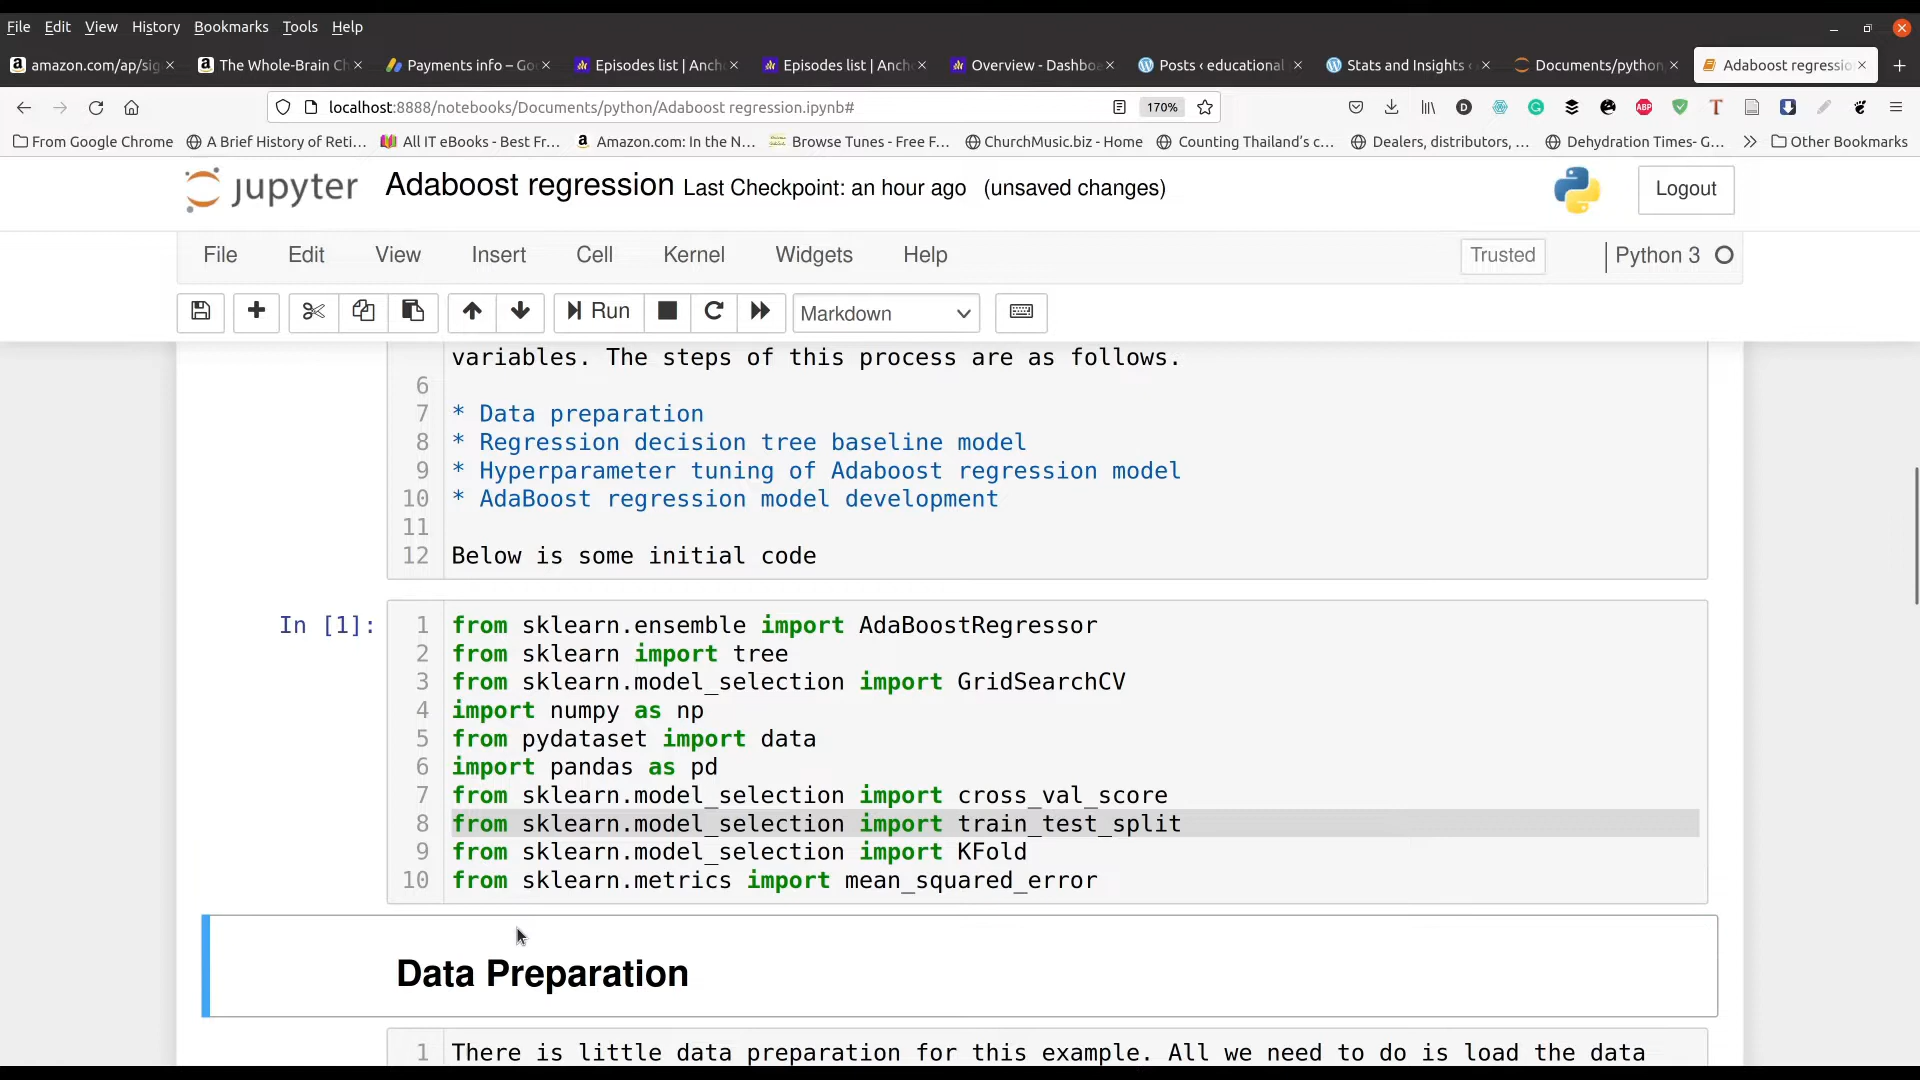 File Edit View History Bookmarks Tools Help
amazon.com/ap/sig The Whole-Brain Ch Payments info – Go Episodes list | Anch Episodes list | Anch Overview - Dashbo Posts ‹ educational Stats and Insights ‹ Documents/python Adaboost regressio
localhost:8888/notebooks/Documents/python/Adaboost regression.ipynb# 170%
From Google Chrome A Brief History of Reti... All IT eBooks - Best Fr... Amazon.com: In the N... Browse Tunes - Free F... ChurchMusic.biz - Home Counting Thailand's c... Dealers, distributors, ... Dehydration Times- G... Other Bookmarks
jupyter Adaboost regression Last Checkpoint: an hour ago (unsaved changes) Logout
File Edit View Insert Cell Kernel Widgets Help Trusted Python 3
Run Markdown
variables. The steps of this process are as follows.
6
7 * Data preparation
8 * Regression decision tree baseline model
9 * Hyperparameter tuning of Adaboost regression model
10 * AdaBoost regression model development
11
12 Below is some initial code
In [1]: 1 from sklearn.ensemble import AdaBoostRegressor
2 from sklearn import tree
3 from sklearn.model_selection import GridSearchCV
4 import numpy as np
5 from pydataset import data
6 import pandas as pd
7 from sklearn.model_selection import cross_val_score
8 from sklearn.model_selection import train_test_split
9 from sklearn.model_selection import KFold
10 from sklearn.metrics import mean_squared_error
Data Preparation
1 There is little data preparation for this example. All we need to do is load the data